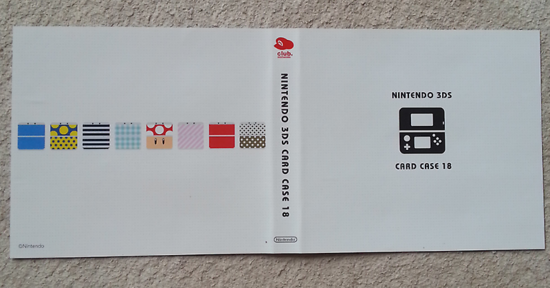 ©Nintendo
club
NINTENDO 3DS CARD CASE 18
Nintendo
NINTENDO 3DS
CARD CASE 18